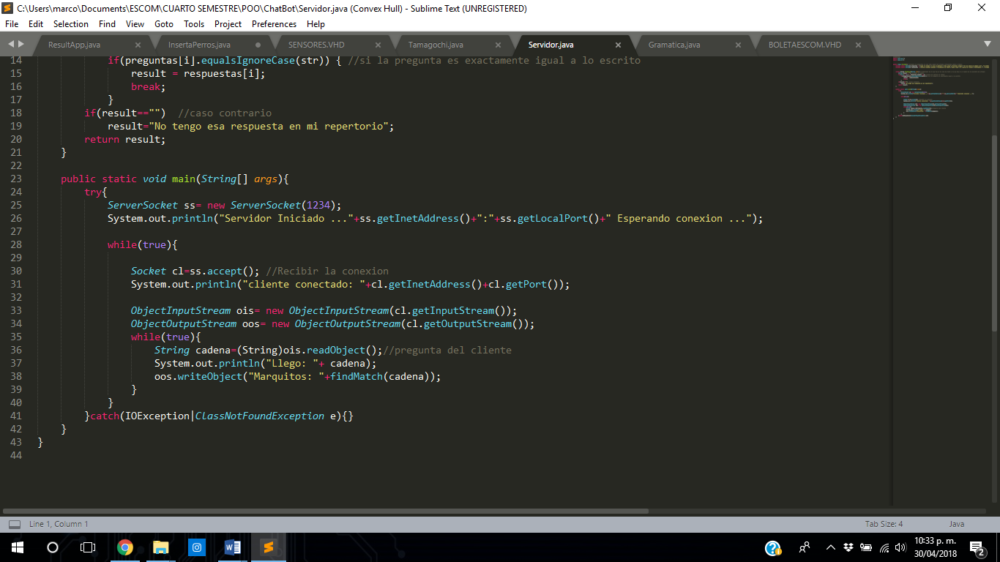 C:\Users\marco\Documents\ESCOM\CUARTO SEMESTRE\POO\ChatBot\Servidor.java (Convex Hull) - Sublime Text (UNREGISTERED)
File Edit Selection Find View Goto Tools Project Preferences Help
ResultApp.java InsertaPerros.java SENSORES.VHD Tamagochi.java Servidor.java Gramatica.java BOLETAESCOM.VHD
14 if(preguntas[i].equalsIgnoreCase(str)) { //si la pregunta es exactamente igual a lo escrito
15 result = respuestas[i];
16 break;
17 }
18 if(result=="") //caso contrario
19 result="No tengo esa respuesta en mi repertorio";
20 return result;
21 }
22
23 public static void main(String[] args){
24 try{
25 ServerSocket ss= new ServerSocket(1234);
26 System.out.println("Servidor Iniciado ..."+ss.getInetAddress()+":"+ss.getLocalPort()+" Esperando conexion ...");
27
28 while(true){
29
30 Socket cl=ss.accept(); //Recibir la conexion
31 System.out.println("cliente conectado: "+cl.getInetAddress()+cl.getPort());
32
33 ObjectInputStream ois= new ObjectInputStream(cl.getInputStream());
34 ObjectOutputStream oos= new ObjectOutputStream(cl.getOutputStream());
35 while(true){
36 String cadena=(String)ois.readObject();//pregunta del cliente
37 System.out.println("Llego: "+ cadena);
38 oos.writeObject("Marquitos: "+findMatch(cadena));
39 }
40 }
41 }catch(IOException|ClassNotFoundException e){}
42 }
43 }
44
Line 1, Column 1 Tab Size: 4 Java
10:33 p. m.
30/04/2018
2